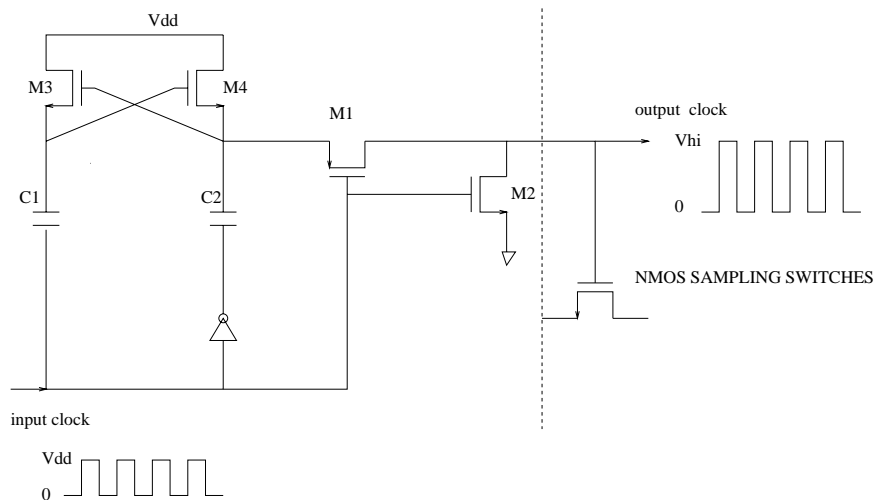 Vdd
M3
M4
M1
output clock
Vhi
C1
C2
M2
0
NMOS SAMPLING SWITCHES
input clock
Vdd
0